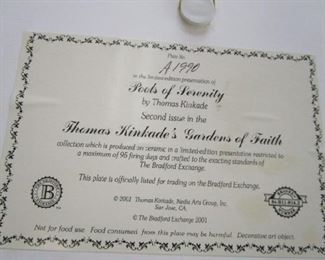 Plate No.
A1990
in the limited-edition presentation of
Pools of Serenity
by Thomas Kinkade
Second issue in the
Thomas Kinkade's Gardens of Faith
collection which is produced on ceramic in a limited-edition presentation restricted to
a maximum of 95 firing days and crafted to the exacting standards of
The Bradford Exchange.
This plate is officially listed for trading on the Bradford Exchange.
B
© 2001 Thomas Kinkade, Media Arts Group, Inc.
San Jose, CA.
© The Bradford Exchange 2001
Not for food use. Food consumed from this plate may be harmful. Decorative art object.